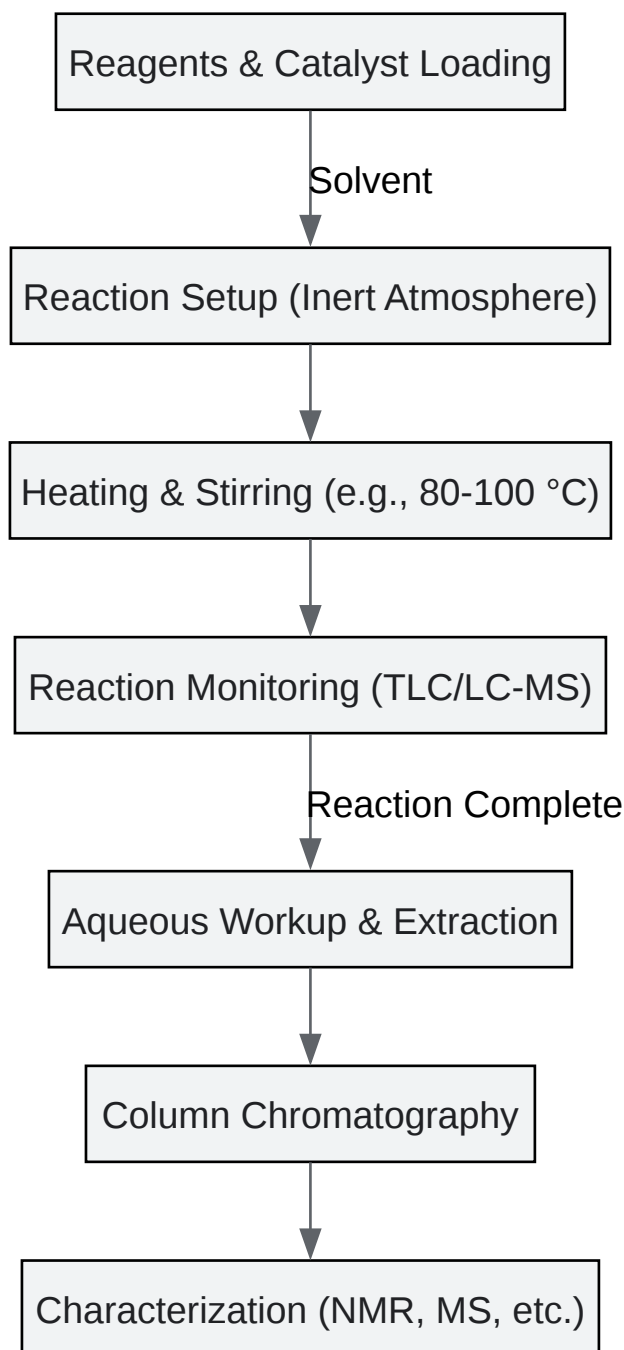 Reagents & Catalyst Loading
Solvent
Reaction Setup (Inert Atmosphere)
Heating & Stirring (e.g., 80-100 °C)
Reaction Monitoring (TLC/LC-MS)
Reaction Complete
Aqueous Workup & Extraction
Column Chromatography
Characterization (NMR, MS, etc.)